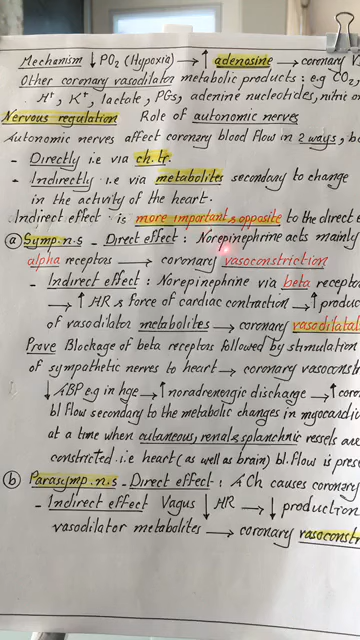 Mechanism ↓ PO2 (Hypoxia) → ↑ adenosine → coronary V
Other coronary vasodilator metabolic products: e.g CO2,
H+, K+, lactate, PGs, adenine nucleotides, nitric o
Nervous regulation Role of autonomic nerves
Autonomic nerves affect coronary blood Flow in 2 ways, b
- Directly i.e via ch.tr.
- Indirectly i.e via metabolites secondary to change
in the activity of the heart.
Indirect effect: is more important & opposite to the direct e
(a) Symp.n.s - Direct effect: Norepinephrine acts mainly
alpha receptors → coronary vasoconstriction
- Indirect effect: Norepinephrine via beta recepto
→ ↑ HR & force of cardiac contraction → ↑ produc
of vasodilator metabolites → coronary vasodilatat
Prove Blockage of beta receptors followed by stimulation
of sympathetic nerves to heart → coronary vasoconst
↓ ABP e.g in hge → ↑ noradrenergic discharge → ↑ coro
bl Flow secondary to the metabolic changes in myocardiu
at a time when cutaneous, renal & splanchnic vessels are
constricted i.e heart (as well as brain) bl. Flow is pres
(b) Parasymp.n.s - Direct effect: ACh causes coronary
- Indirect effect Vagus ↓ HR → ↓ production
vasodilator metabolites → coronary vasoconstr